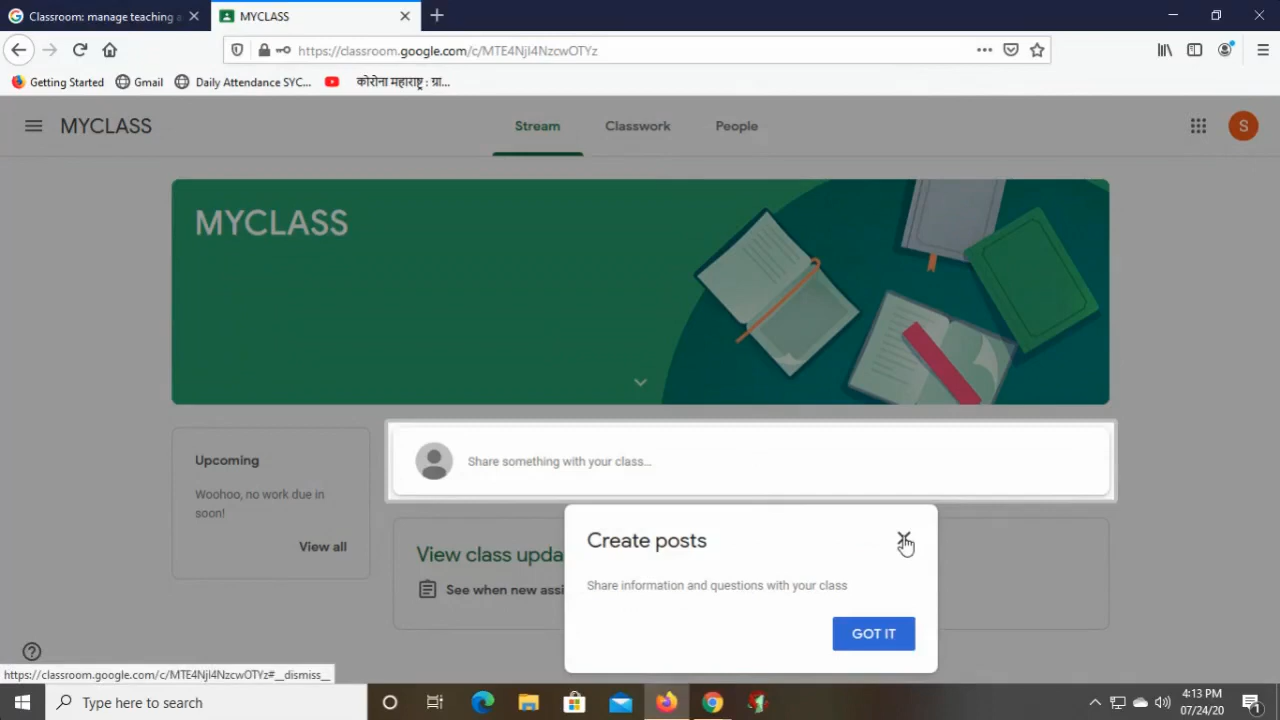 Classroom: manage teaching a
MYCLASS
https://classroom.google.com/c/MTE4NjI4NzcwOTYz
Getting Started
Gmail
Daily Attendance SYC...
कोरोना महाराष्ट्र : ग्रा...
MYCLASS
Stream
Classwork
People
S
MYCLASS
Upcoming
Woohoo, no work due in
soon!
View all
Share something with your class...
View class upda
See when new assi
Create posts
Share information and questions with your class
GOT IT
https://classroom.google.com/c/MTE4NjI4NzcwOTYz#__dismiss__
Type here to search
4:13 PM
07/24/20
1